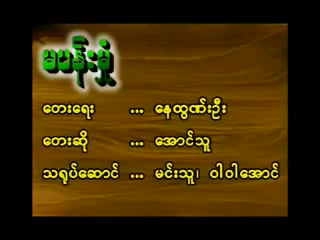 မပန်းမှုံ
တေးရေး ... နေထွဏ်းဦး
တေးဆို ... အောင်သူ
သရုပ်ဆောင် ... မင်းသူ၊ ဝါဝါအောင်